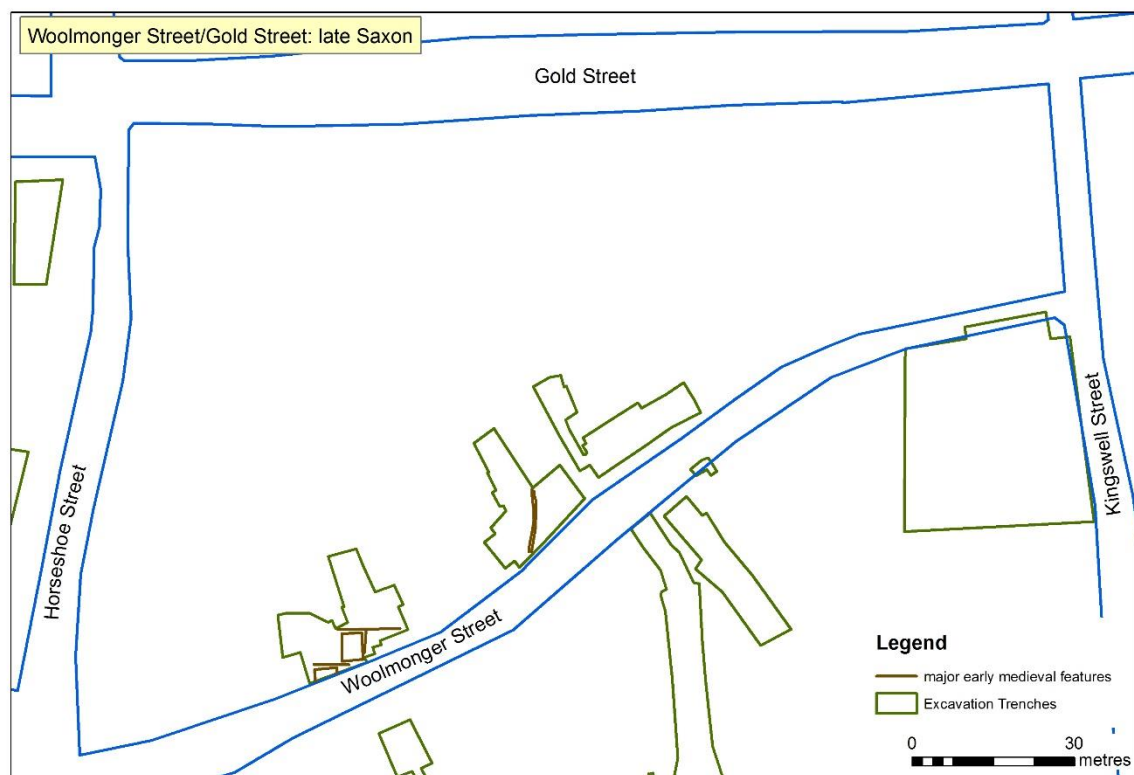 Woolmonger Street/Gold Street: late Saxon
Gold Street
Horseshoe Street
Kingswell Street
Woolmonger Street
Legend
major early medieval features
Excavation Trenches
0 30
metres